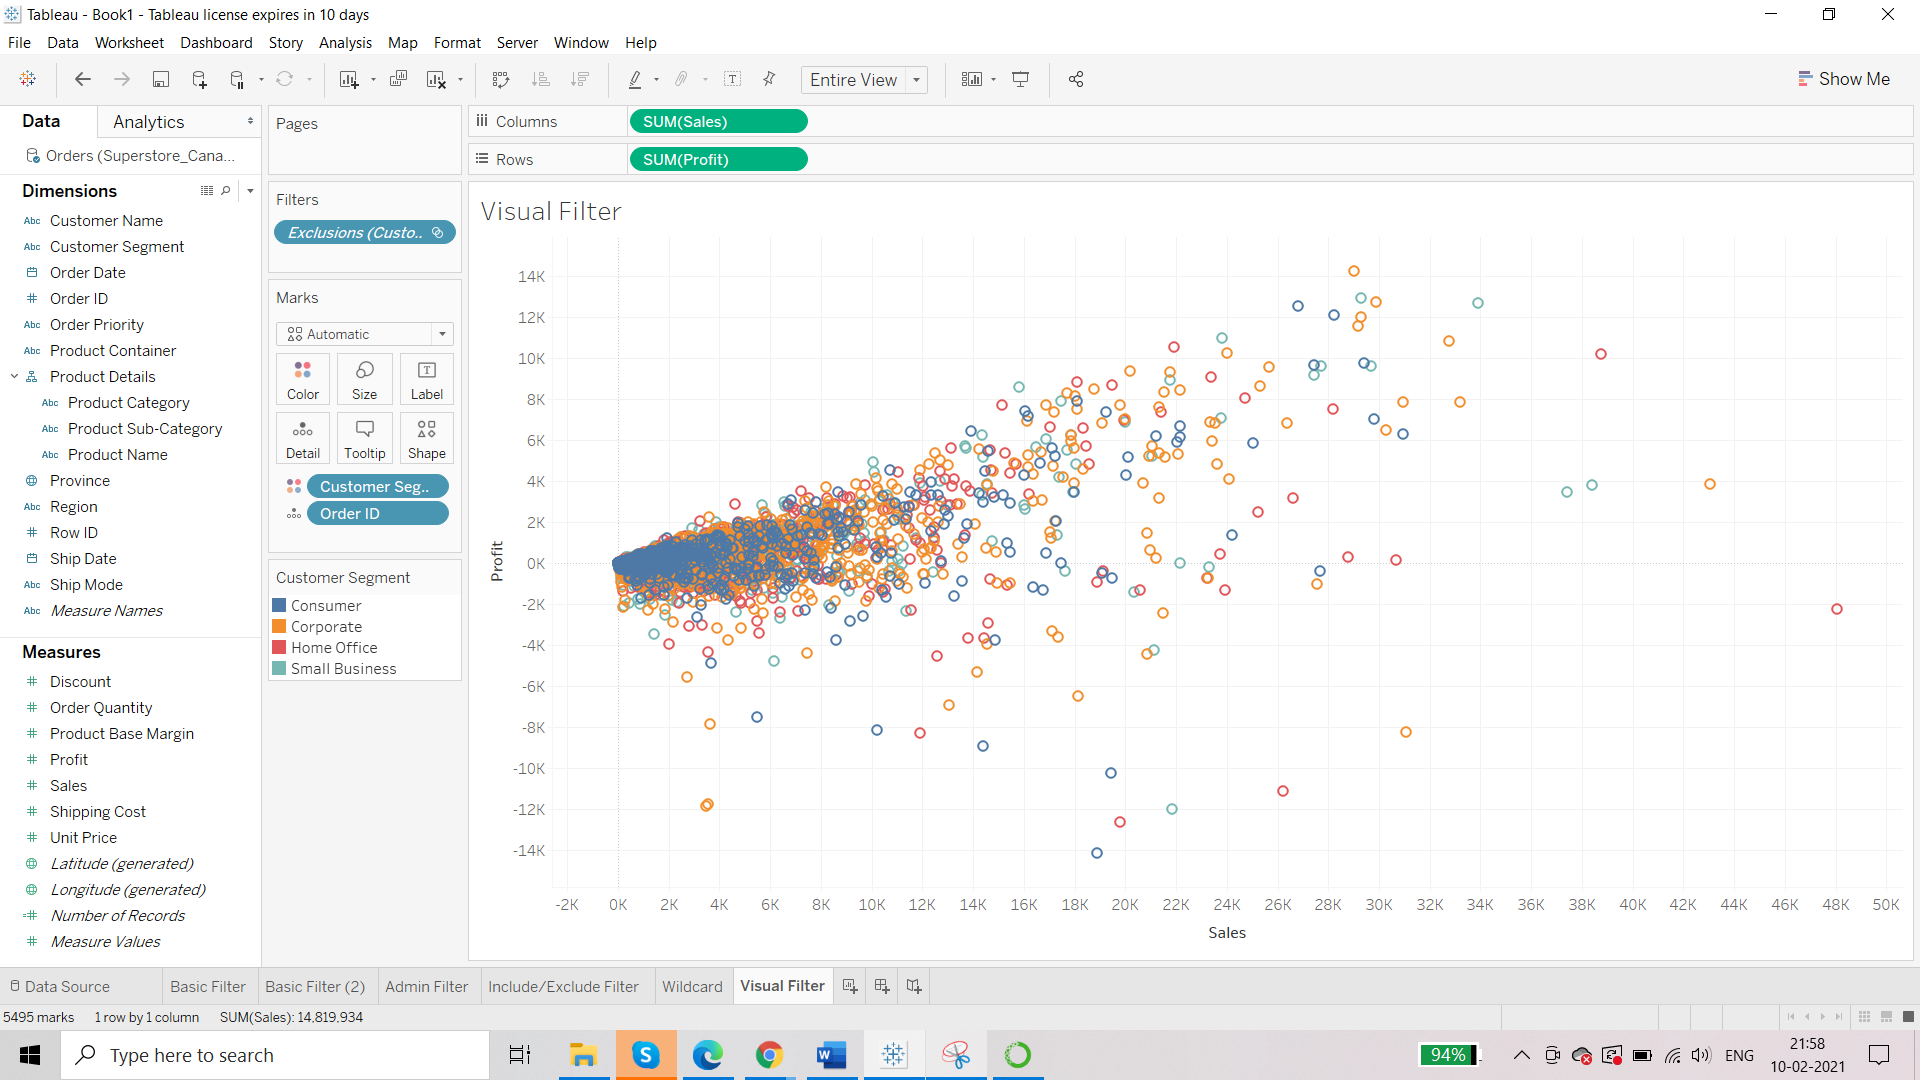 Tableau - Book1 - Tableau license expires in 10 days
File Data Worksheet Dashboard Story Analysis Map Format Server Window Help
Entire View
Show Me
Data
Analytics
Orders (Superstore_Cana...
Dimensions
Abc Customer Name
Abc Customer Segment
Order Date
# Order ID
Abc Order Priority
Abc Product Container
Product Details
Abc Product Category
Abc Product Sub-Category
Abc Product Name
Province
Abc Region
# Row ID
Ship Date
Abc Ship Mode
Abc Measure Names
Measures
# Discount
# Order Quantity
# Product Base Margin
# Profit
# Sales
# Shipping Cost
# Unit Price
Latitude (generated)
Longitude (generated)
=# Number of Records
# Measure Values
Pages
Filters
Exclusions (Custo..
Marks
Automatic
Color Size Label
Detail Tooltip Shape
Customer Seg..
Order ID
Customer Segment
Consumer
Corporate
Home Office
Small Business
Columns
SUM(Sales)
Rows
SUM(Profit)
Visual Filter
Profit
14K
12K
10K
8K
6K
4K
2K
0K
-2K
-4K
-6K
-8K
-10K
-12K
-14K
-2K 0K 2K 4K 6K 8K 10K 12K 14K 16K 18K 20K 22K 24K 26K 28K 30K 32K 34K 36K 38K 40K 42K 44K 46K 48K 50K
Sales
Data Source Basic Filter Basic Filter (2) Admin Filter Include/Exclude Filter Wildcard Visual Filter
5495 marks 1 row by 1 column SUM(Sales): 14,819,934
Type here to search
94%
ENG
21:58
10-02-2021